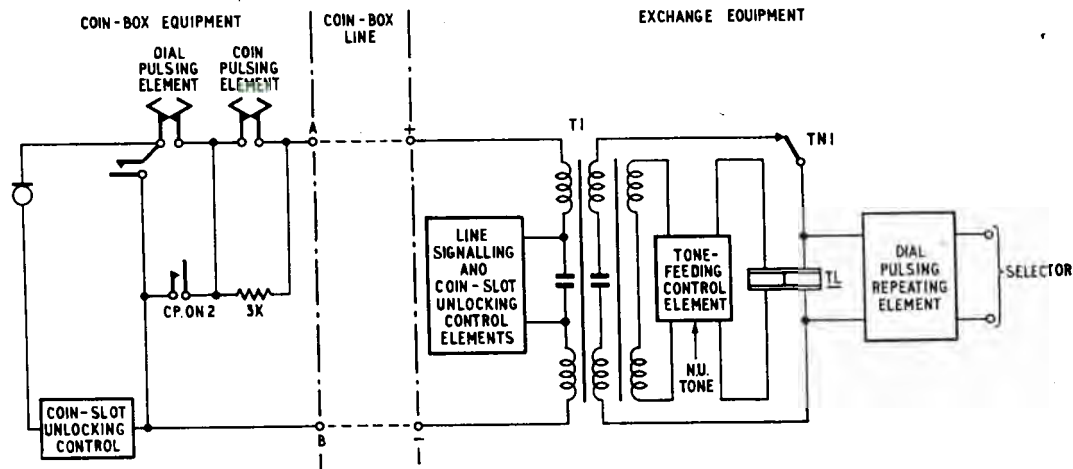 COIN-BOX EQUIPMENT
COIN-BOX
LINE
EXCHANGE EQUIPMENT
DIAL
PULSING
ELEMENT
COIN
PULSING
ELEMENT
A
+
T1
TN1
LINE
SIGNALLING
AND
COIN-SLOT
UNLOCKING
CONTROL
ELEMENTS
TONE-
FEEDING
CONTROL
ELEMENT
TL
DIAL
PULSING
REPEATING
ELEMENT
SELECTOR
CP.ON2
3K
N.U.
TONE
COIN-SLOT
UNLOCKING
CONTROL
B
-